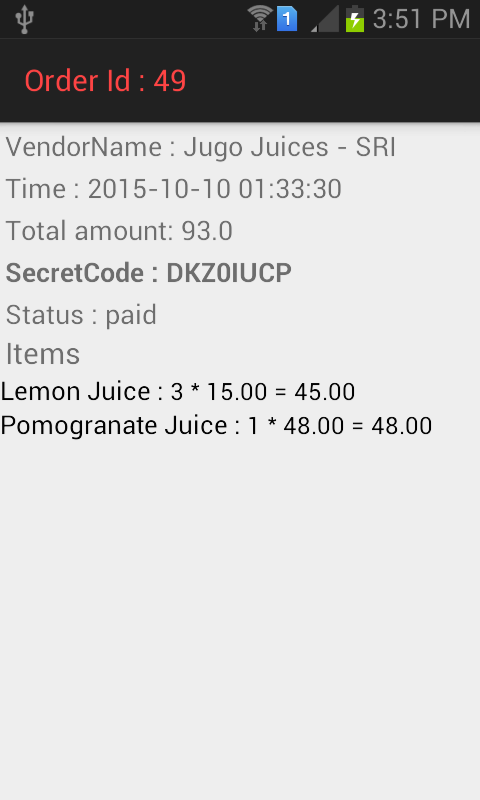 1 3:51 PM
Order Id : 49
VendorName : Jugo Juices - SRI
Time : 2015-10-10 01:33:30
Total amount: 93.0
SecretCode : DKZ0IUCP
Status : paid
Items
Lemon Juice : 3 * 15.00 = 45.00
Pomogranate Juice : 1 * 48.00 = 48.00